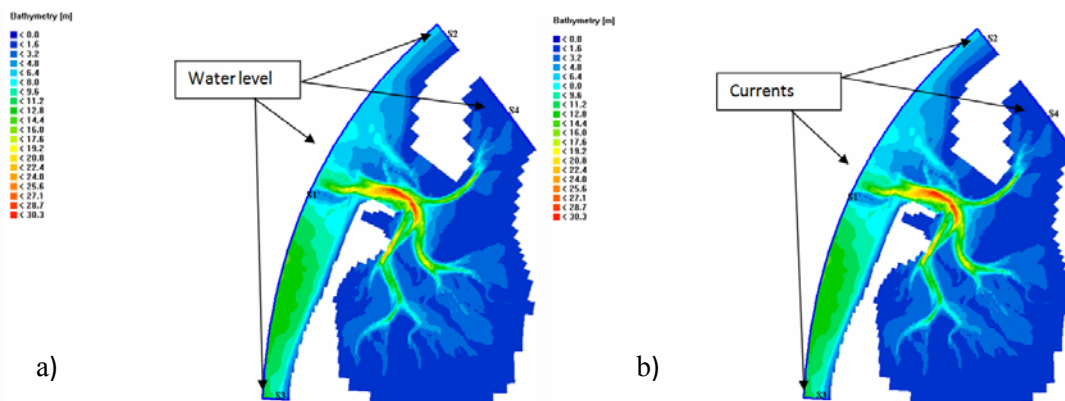 Bathymetry [m]
< 0.0
< 1.6
< 3.2
< 4.8
< 6.4
< 8.0
< 9.6
< 11.2
< 12.8
< 14.4
< 16.0
< 17.6
< 19.2
< 20.8
< 22.4
< 24.0
< 25.6
< 27.1
< 28.7
< 30.3
Water level
S2
S4
S1
S3
a)
Bathymetry [m]
< 0.0
< 1.6
< 3.2
< 4.8
< 6.4
< 8.0
< 9.6
< 11.2
< 12.8
< 14.4
< 16.0
< 17.6
< 19.2
< 20.8
< 22.4
< 24.0
< 25.6
< 27.1
< 28.7
< 30.3
Currents
S2
S4
S1
S3
b)